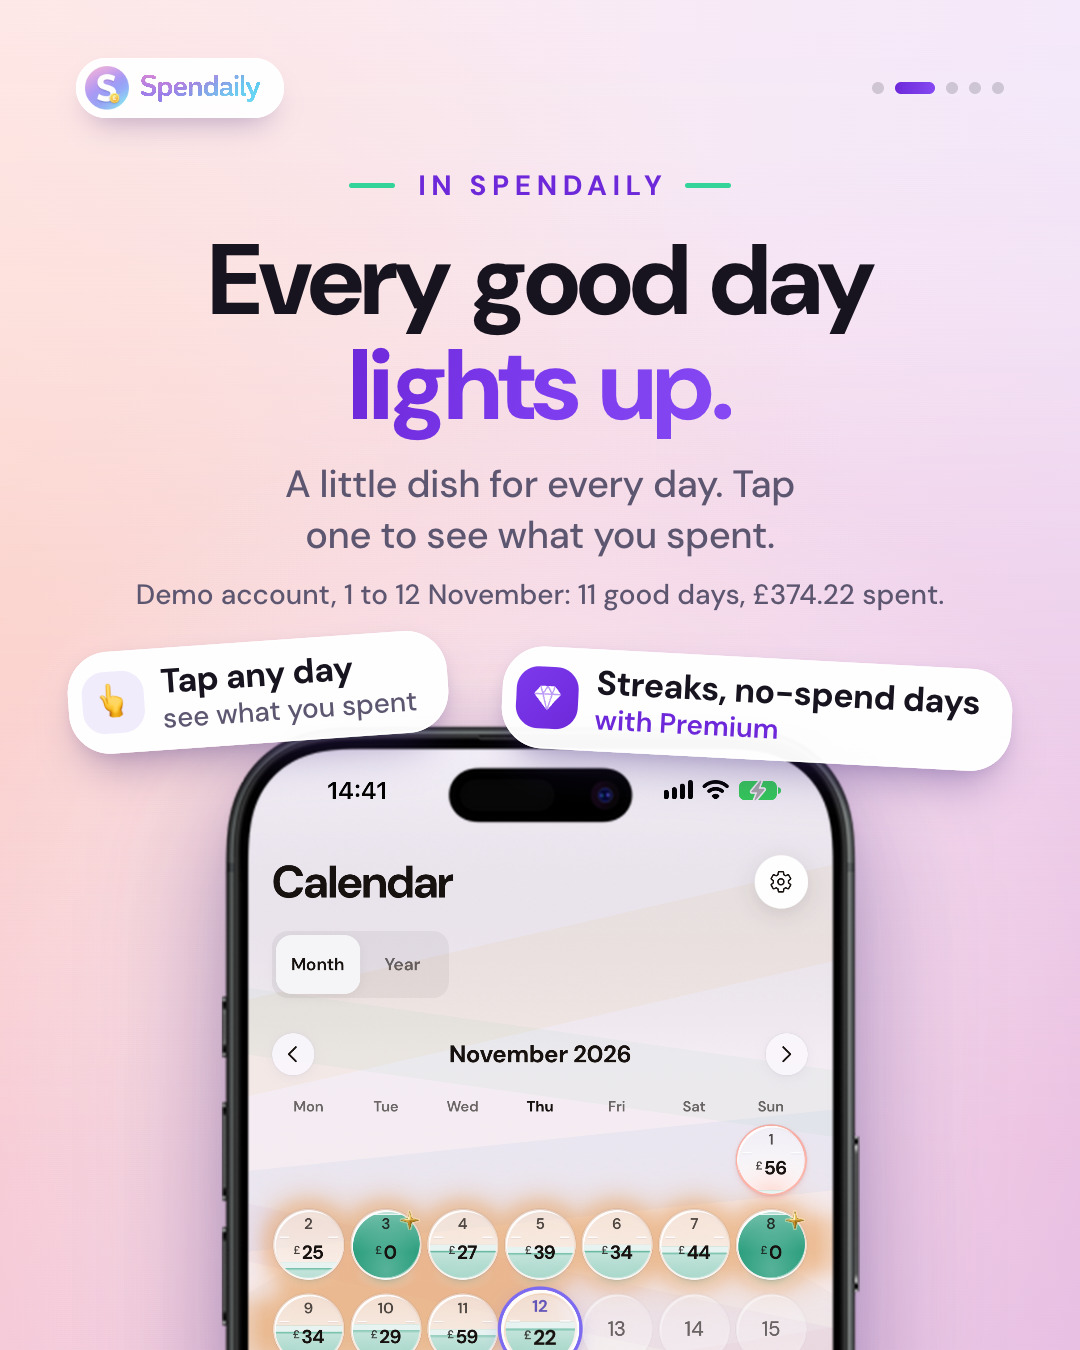 Spendaily
IN SPENDAILY
Every good day
lights up.
A little dish for every day. Tap
one to see what you spent.
Demo account, 1 to 12 November: 11 good days, £374.22 spent.
Tap any day
see what you spent
Streaks, no-spend days
with Premium
14:41
Calendar
Month Year
November 2026
Mon Tue Wed Thu Fri Sat Sun
1
£56
2 3 4 5 6 7 8
£25 £0 £27 £39 £34 £44 £0
9 10 11 12
£34 £29 £59 £22 13 14 15